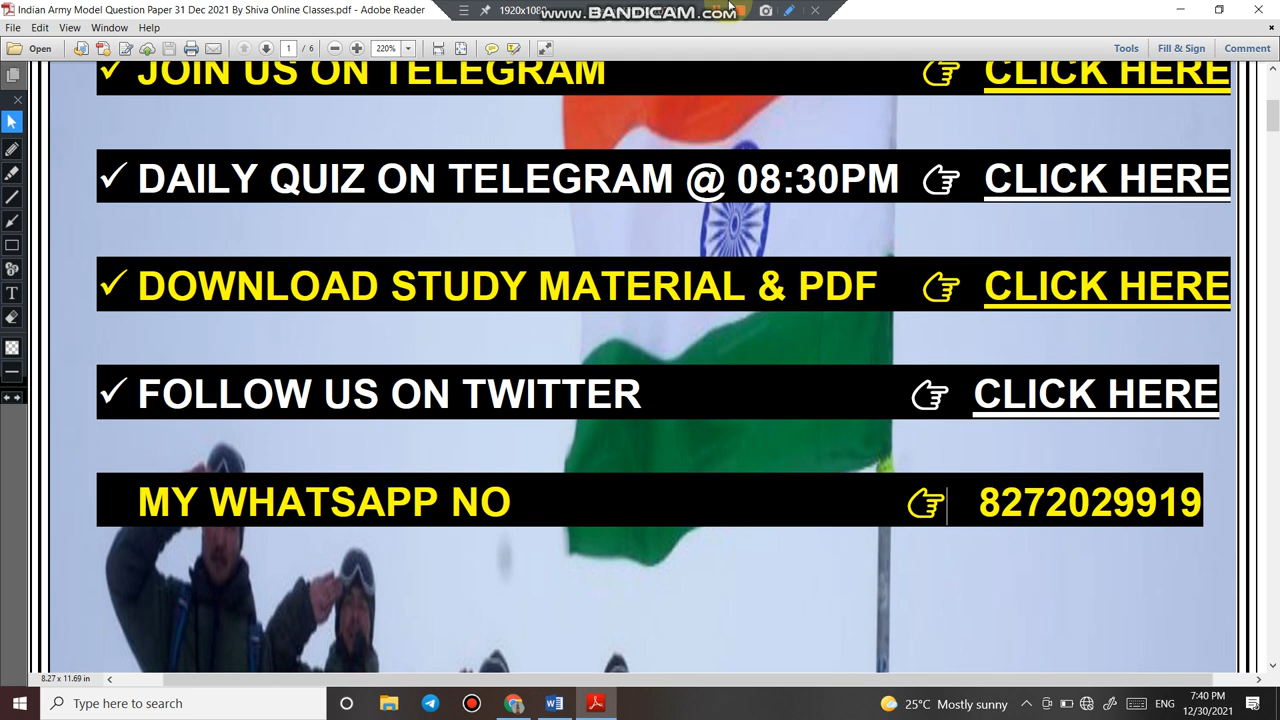 Indian Army Model Question Paper 31 Dec 2021 By Shiva Online Classes.pdf - Adobe Reader
1920x1080
www.BANDICAM.com
File Edit View Window Help
Open 1 / 6 220% Tools Fill & Sign Comment
✓ JOIN US ON TELEGRAM 👉 CLICK HERE
✓ DAILY QUIZ ON TELEGRAM @ 08:30PM 👉 CLICK HERE
✓ DOWNLOAD STUDY MATERIAL & PDF 👉 CLICK HERE
✓ FOLLOW US ON TWITTER 👉 CLICK HERE
MY WHATSAPP NO 👉 8272029919
8.27 x 11.69 in
Type here to search
25°C Mostly sunny ENG 7:40 PM
12/30/2021